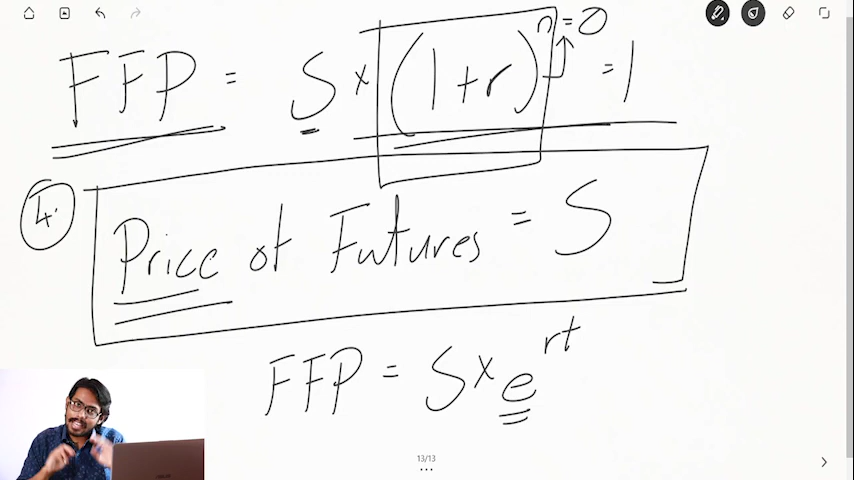 FFP = S × (1+r)^n=0 =1
4.
Price of Futures = S
FFP = S × e^rt
13/13